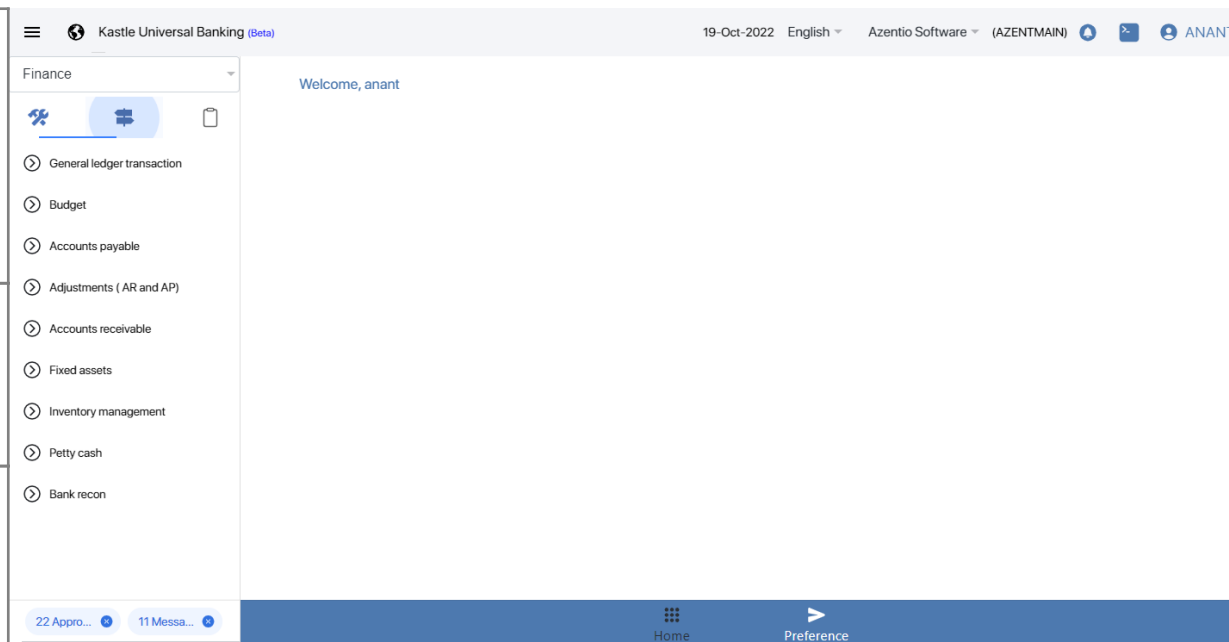 Kastle Universal Banking (Beta)
19-Oct-2022 English Azentio Software (AZENTMAIN) ANANT
Finance
Welcome, anant
General ledger transaction
Budget
Accounts payable
Adjustments ( AR and AP)
Accounts receivable
Fixed assets
Inventory management
Petty cash
Bank recon
22 Appro... 11 Messa...
Home Preference